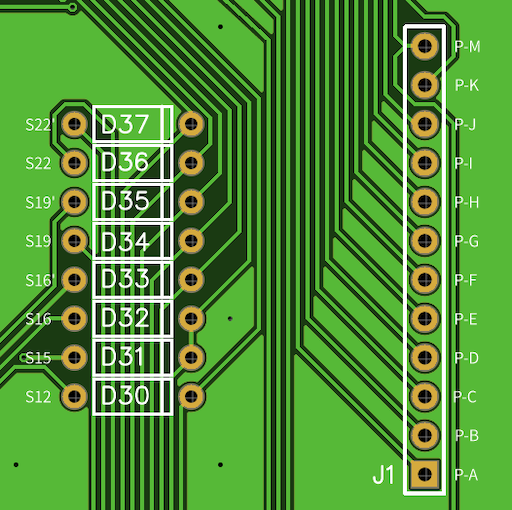 P-M
P-K
S22' D37 P-J
S22 D36 P-I
S19' D35 P-H
S19 D34 P-G
S16' D33 P-F
S16 D32 P-E
S15 D31 P-D
S12 D30 P-C
P-B
J1 P-A